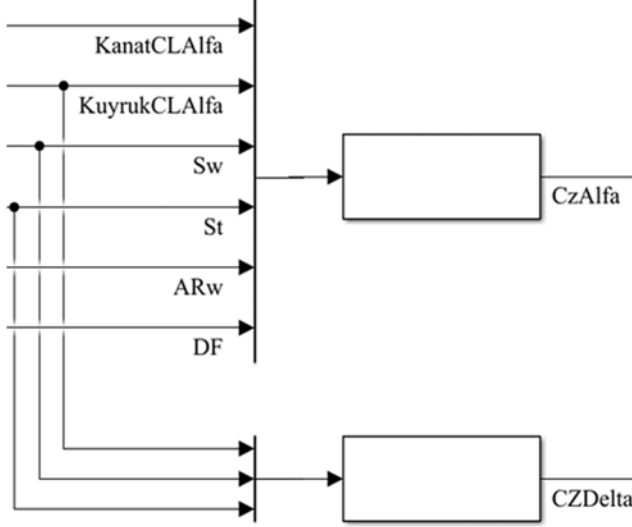 KanatCLAlfa
KuyrukCLAlfa
Sw
CzAlfa
St
ARw
DF
CZDelta